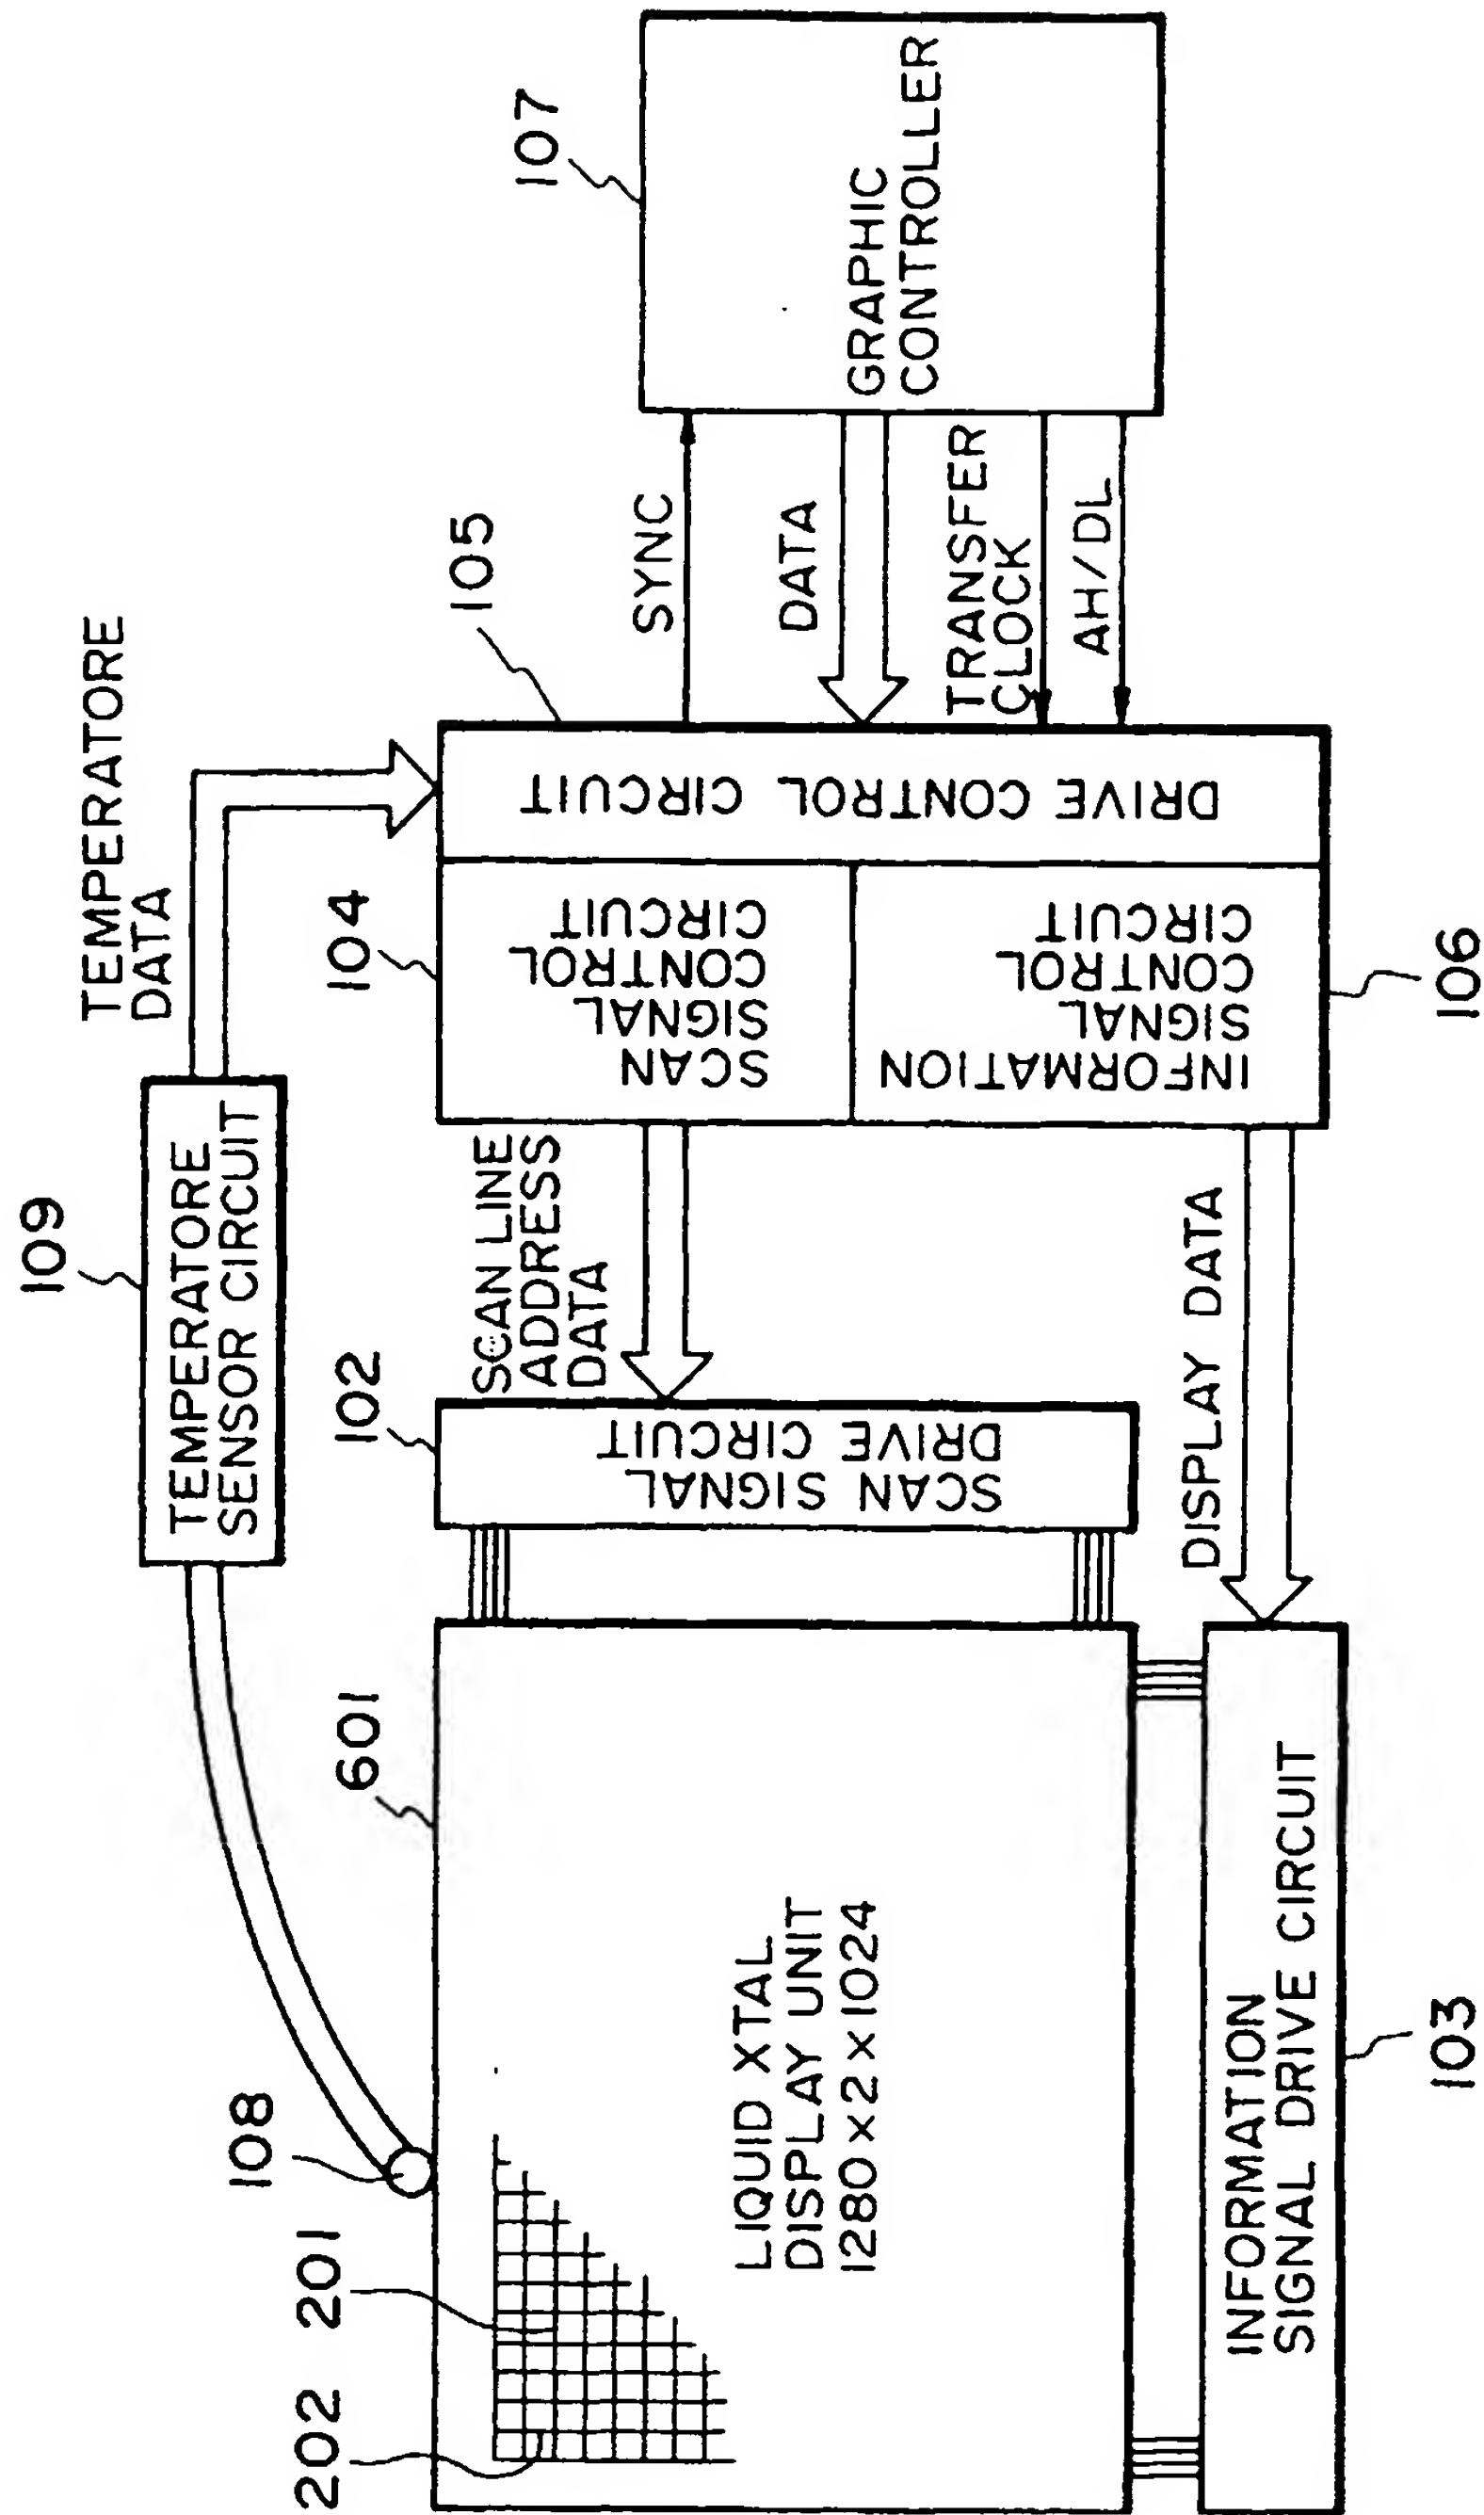 109
TEMPERATORE
SENSOR CIRCUIT
TEMPERATORE
DATA
108
202
201
601
102
104
105
107
LIQUID XTAL
DISPLAY UNIT
1280×2×1024
SCAN SIGNAL
DRIVE CIRCUIT
SCAN LINE
ADDRESS
DATA
SCAN
SIGNAL
CONTROL
CIRCUIT
INFORMATION
SIGNAL
CONTROL
CIRCUIT
DRIVE CONTROL CIRCUIT
SYNC
DATA
TRANSFER
CLOCK
AH/DL
GRAPHIC
CONTROLLER
DISPLAY DATA
INFORMATION
SIGNAL DRIVE CIRCUIT
103
106